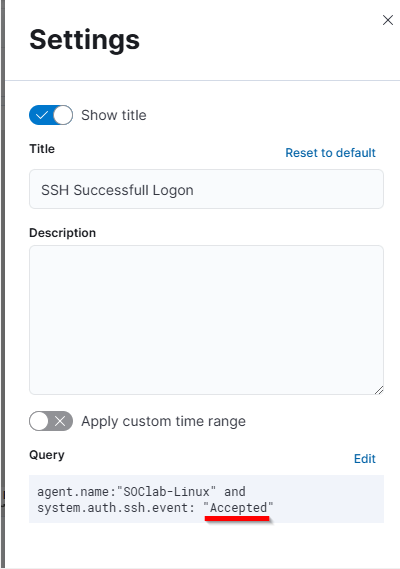 Settings
Show title
Title
Reset to default
SSH Successfull Logon
Description
Apply custom time range
Query
Edit
agent.name:"SOClab-Linux" and
system.auth.ssh.event: "Accepted"